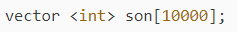 vector <int> son[10000];